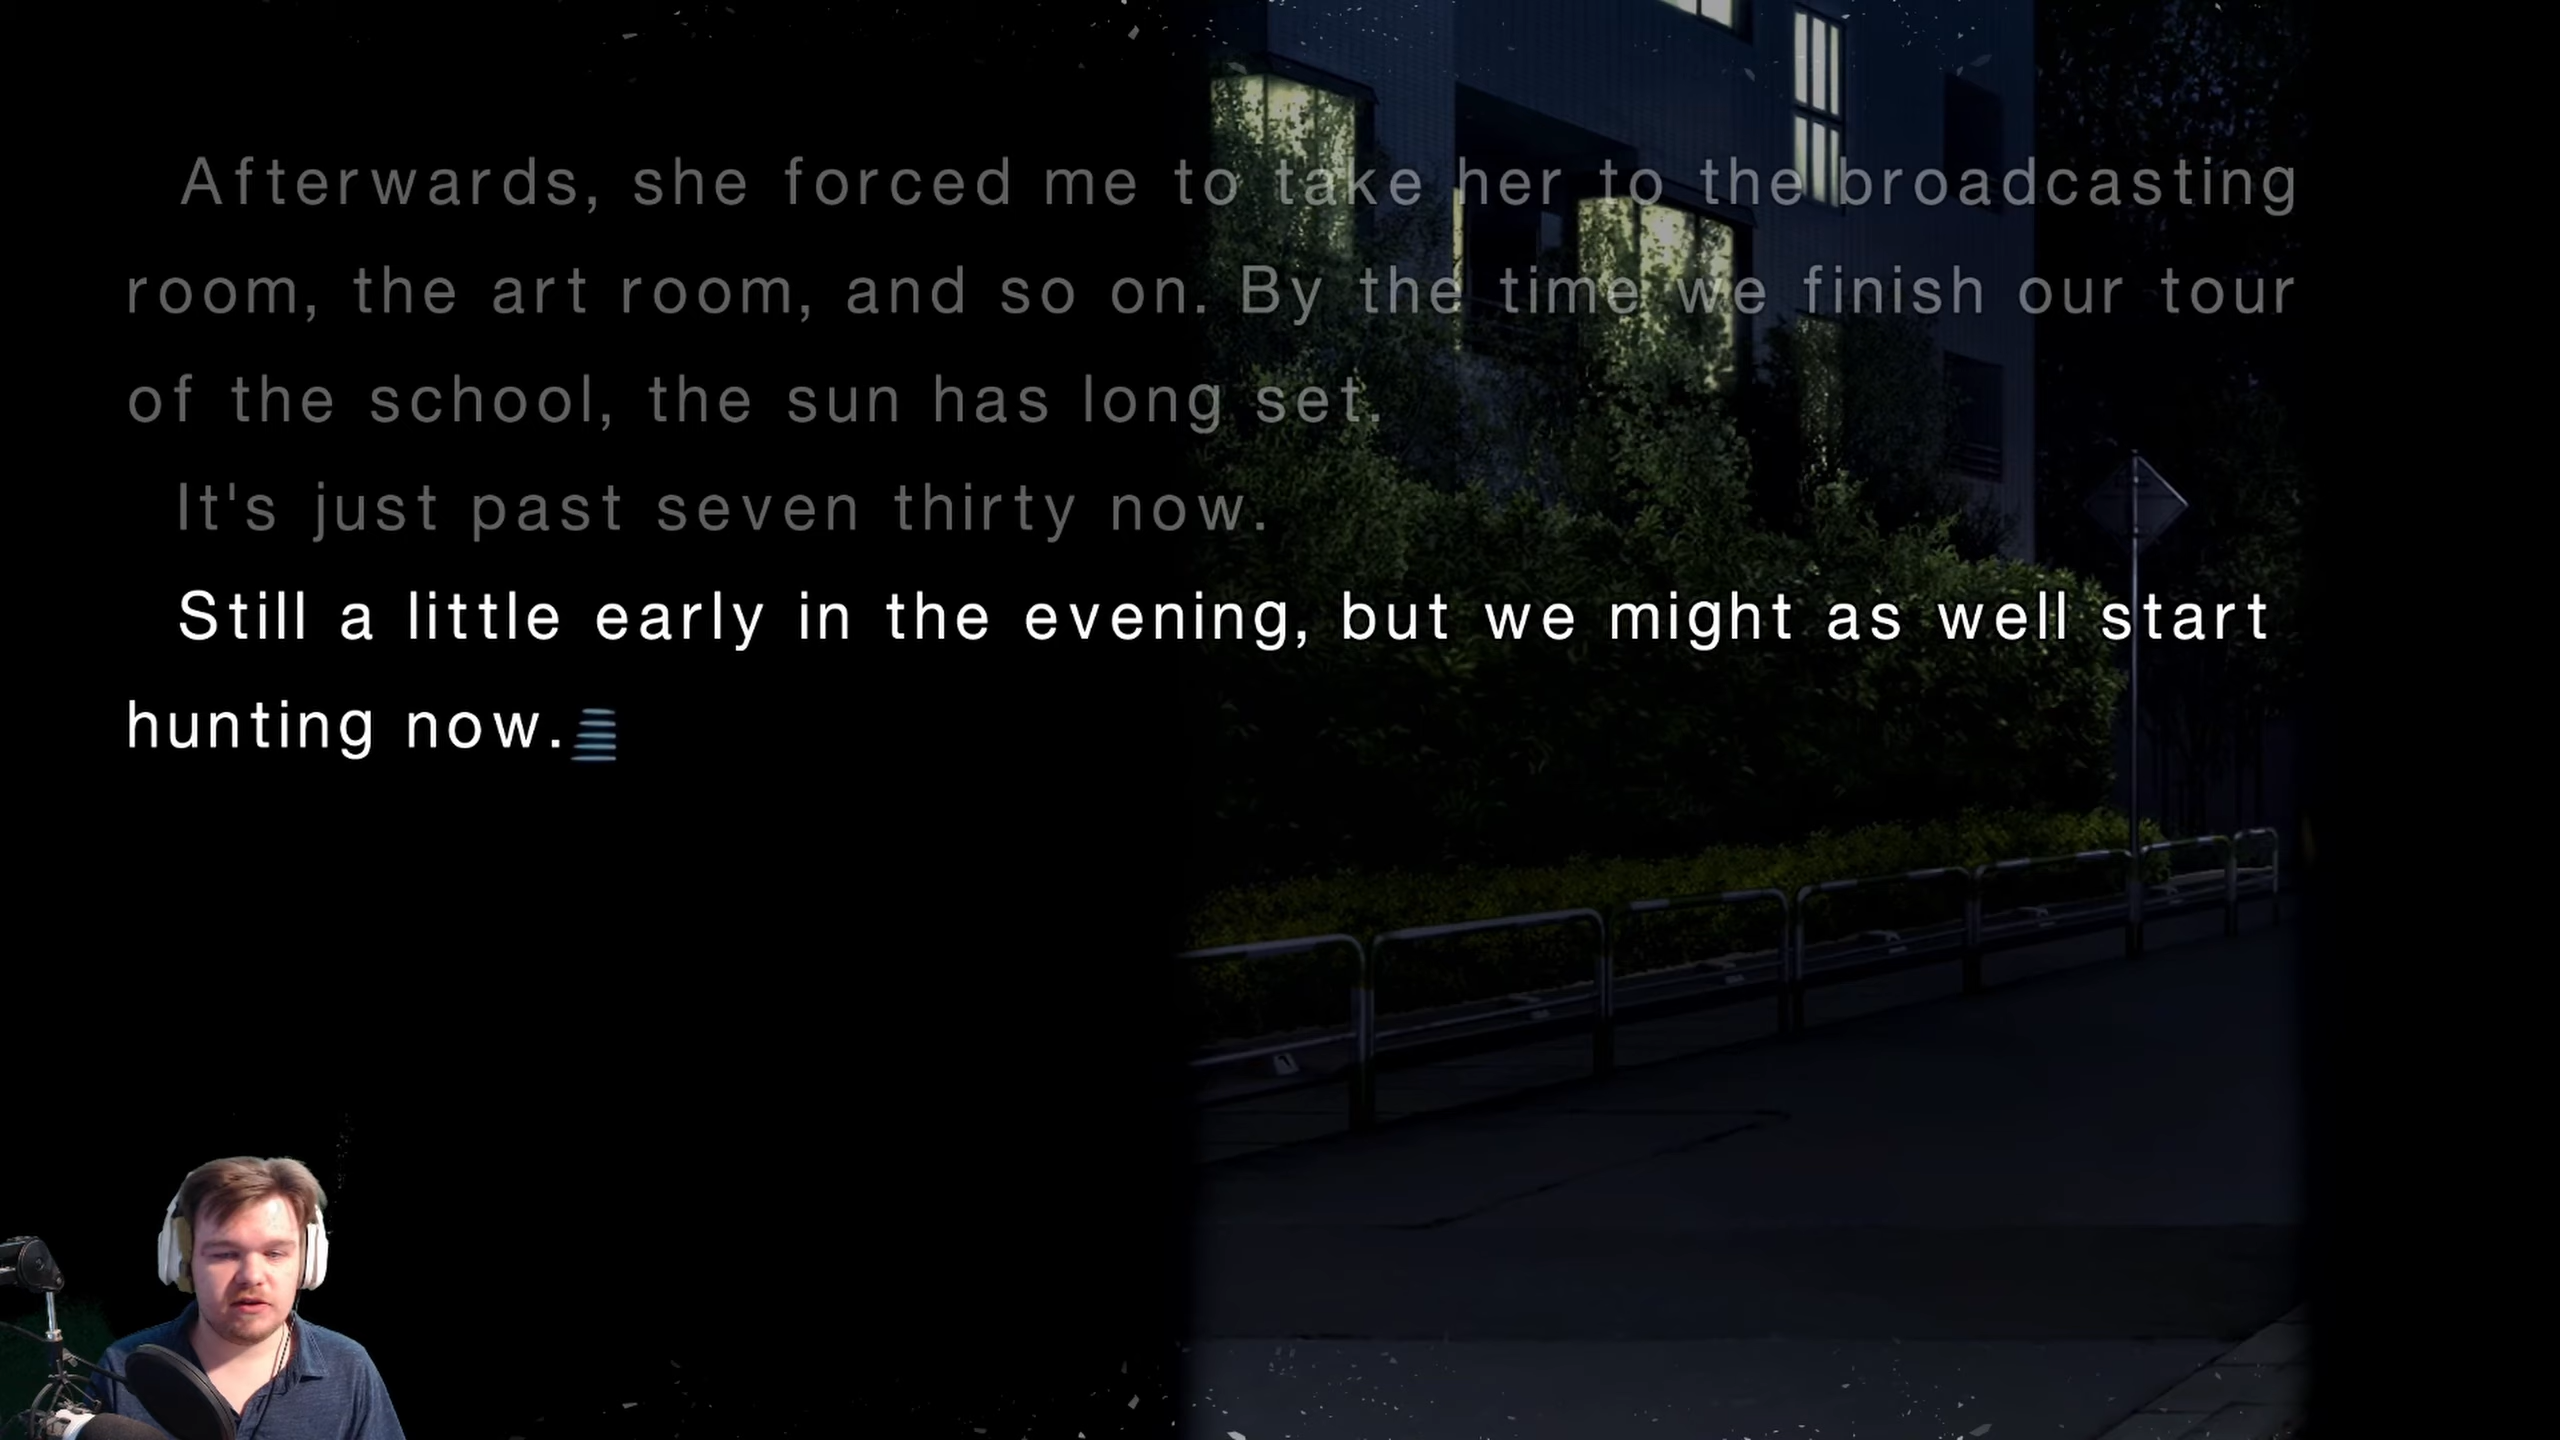 Afterwards, she forced me to take her to the broadcasting
room, the art room, and so on. By the time we finish our tour
of the school, the sun has long set.
It's just past seven thirty now.
Still a little early in the evening, but we might as well start
hunting now.